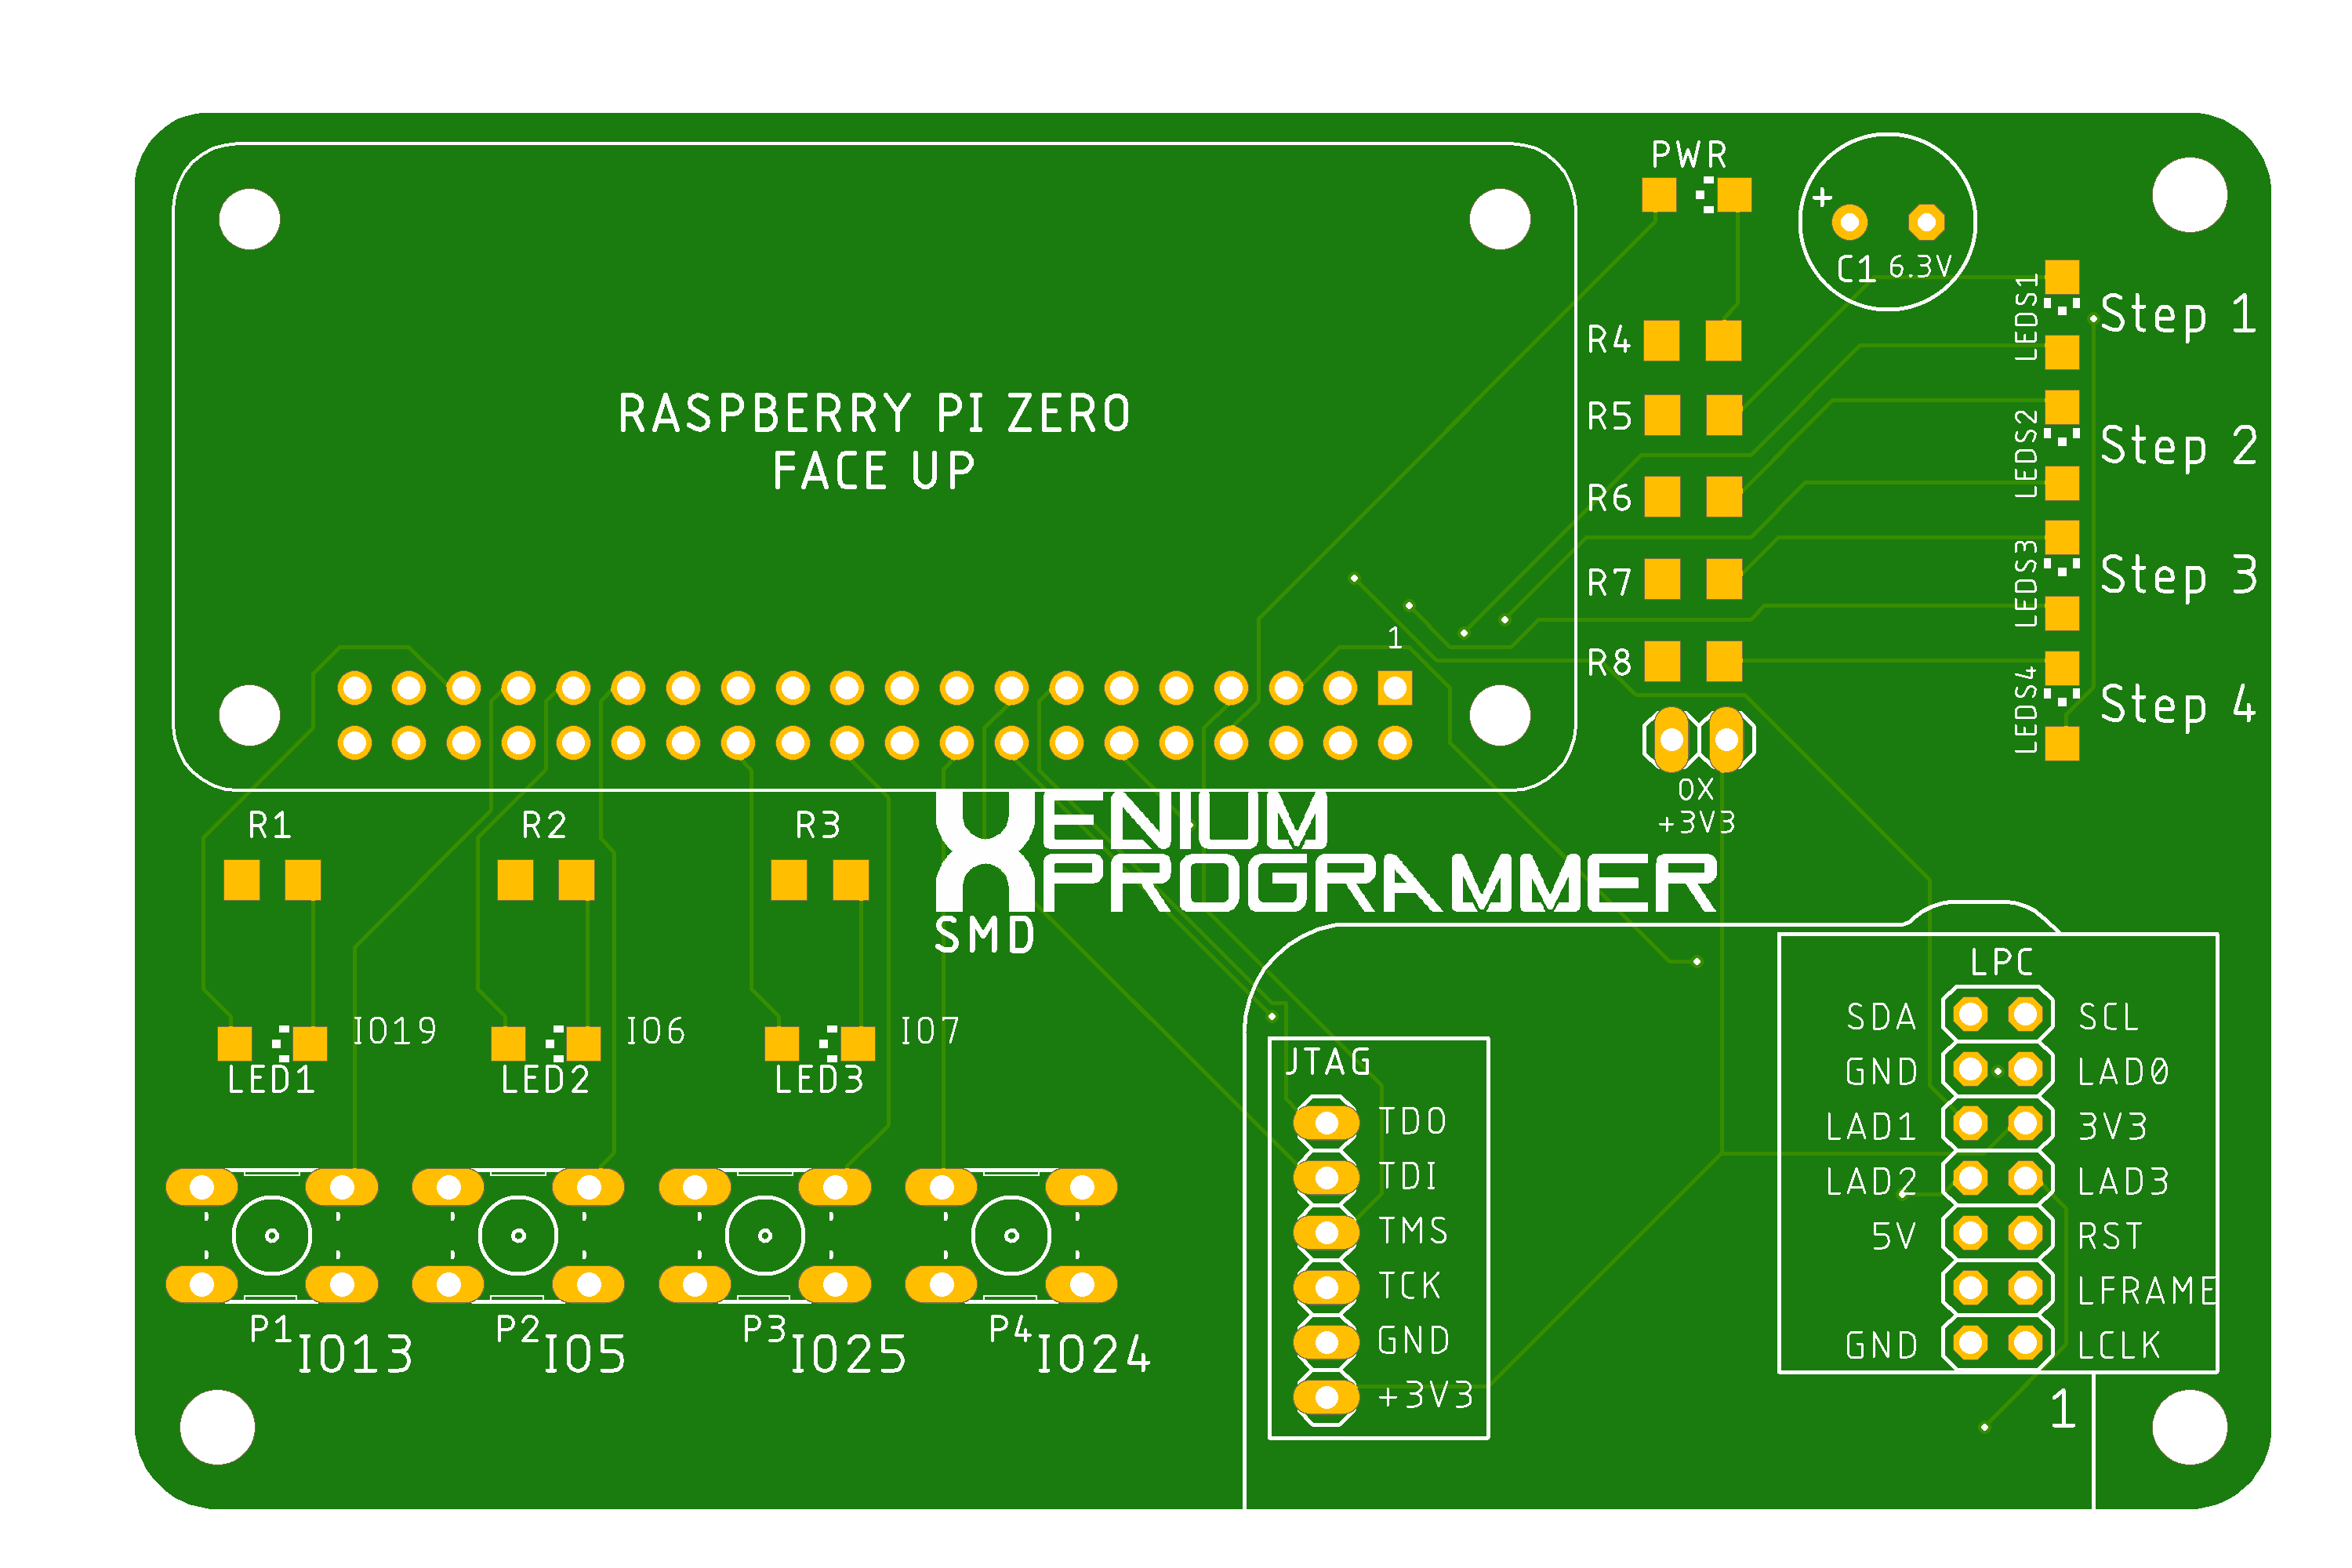 PWR
+
C1 6.3V
LEDS1
Step 1
R4
RASPBERRY PI ZERO
FACE UP
R5
LEDS2
Step 2
R6
R7
LEDS3
Step 3
1
R8
LEDS4
Step 4
0X
+3V3
R1
R2
R3
XENIUM
PROGRAMMER
SMD
LPC
SDA
SCL
GND
LAD0
LAD1
3V3
LAD2
LAD3
5V
RST
LFRAME
GND
LCLK
1
IO19
IO6
IO7
LED1
LED2
LED3
JTAG
TDO
TDI
TMS
TCK
GND
+3V3
P1 IO13
P2 IO5
P3 IO25
P4 IO24